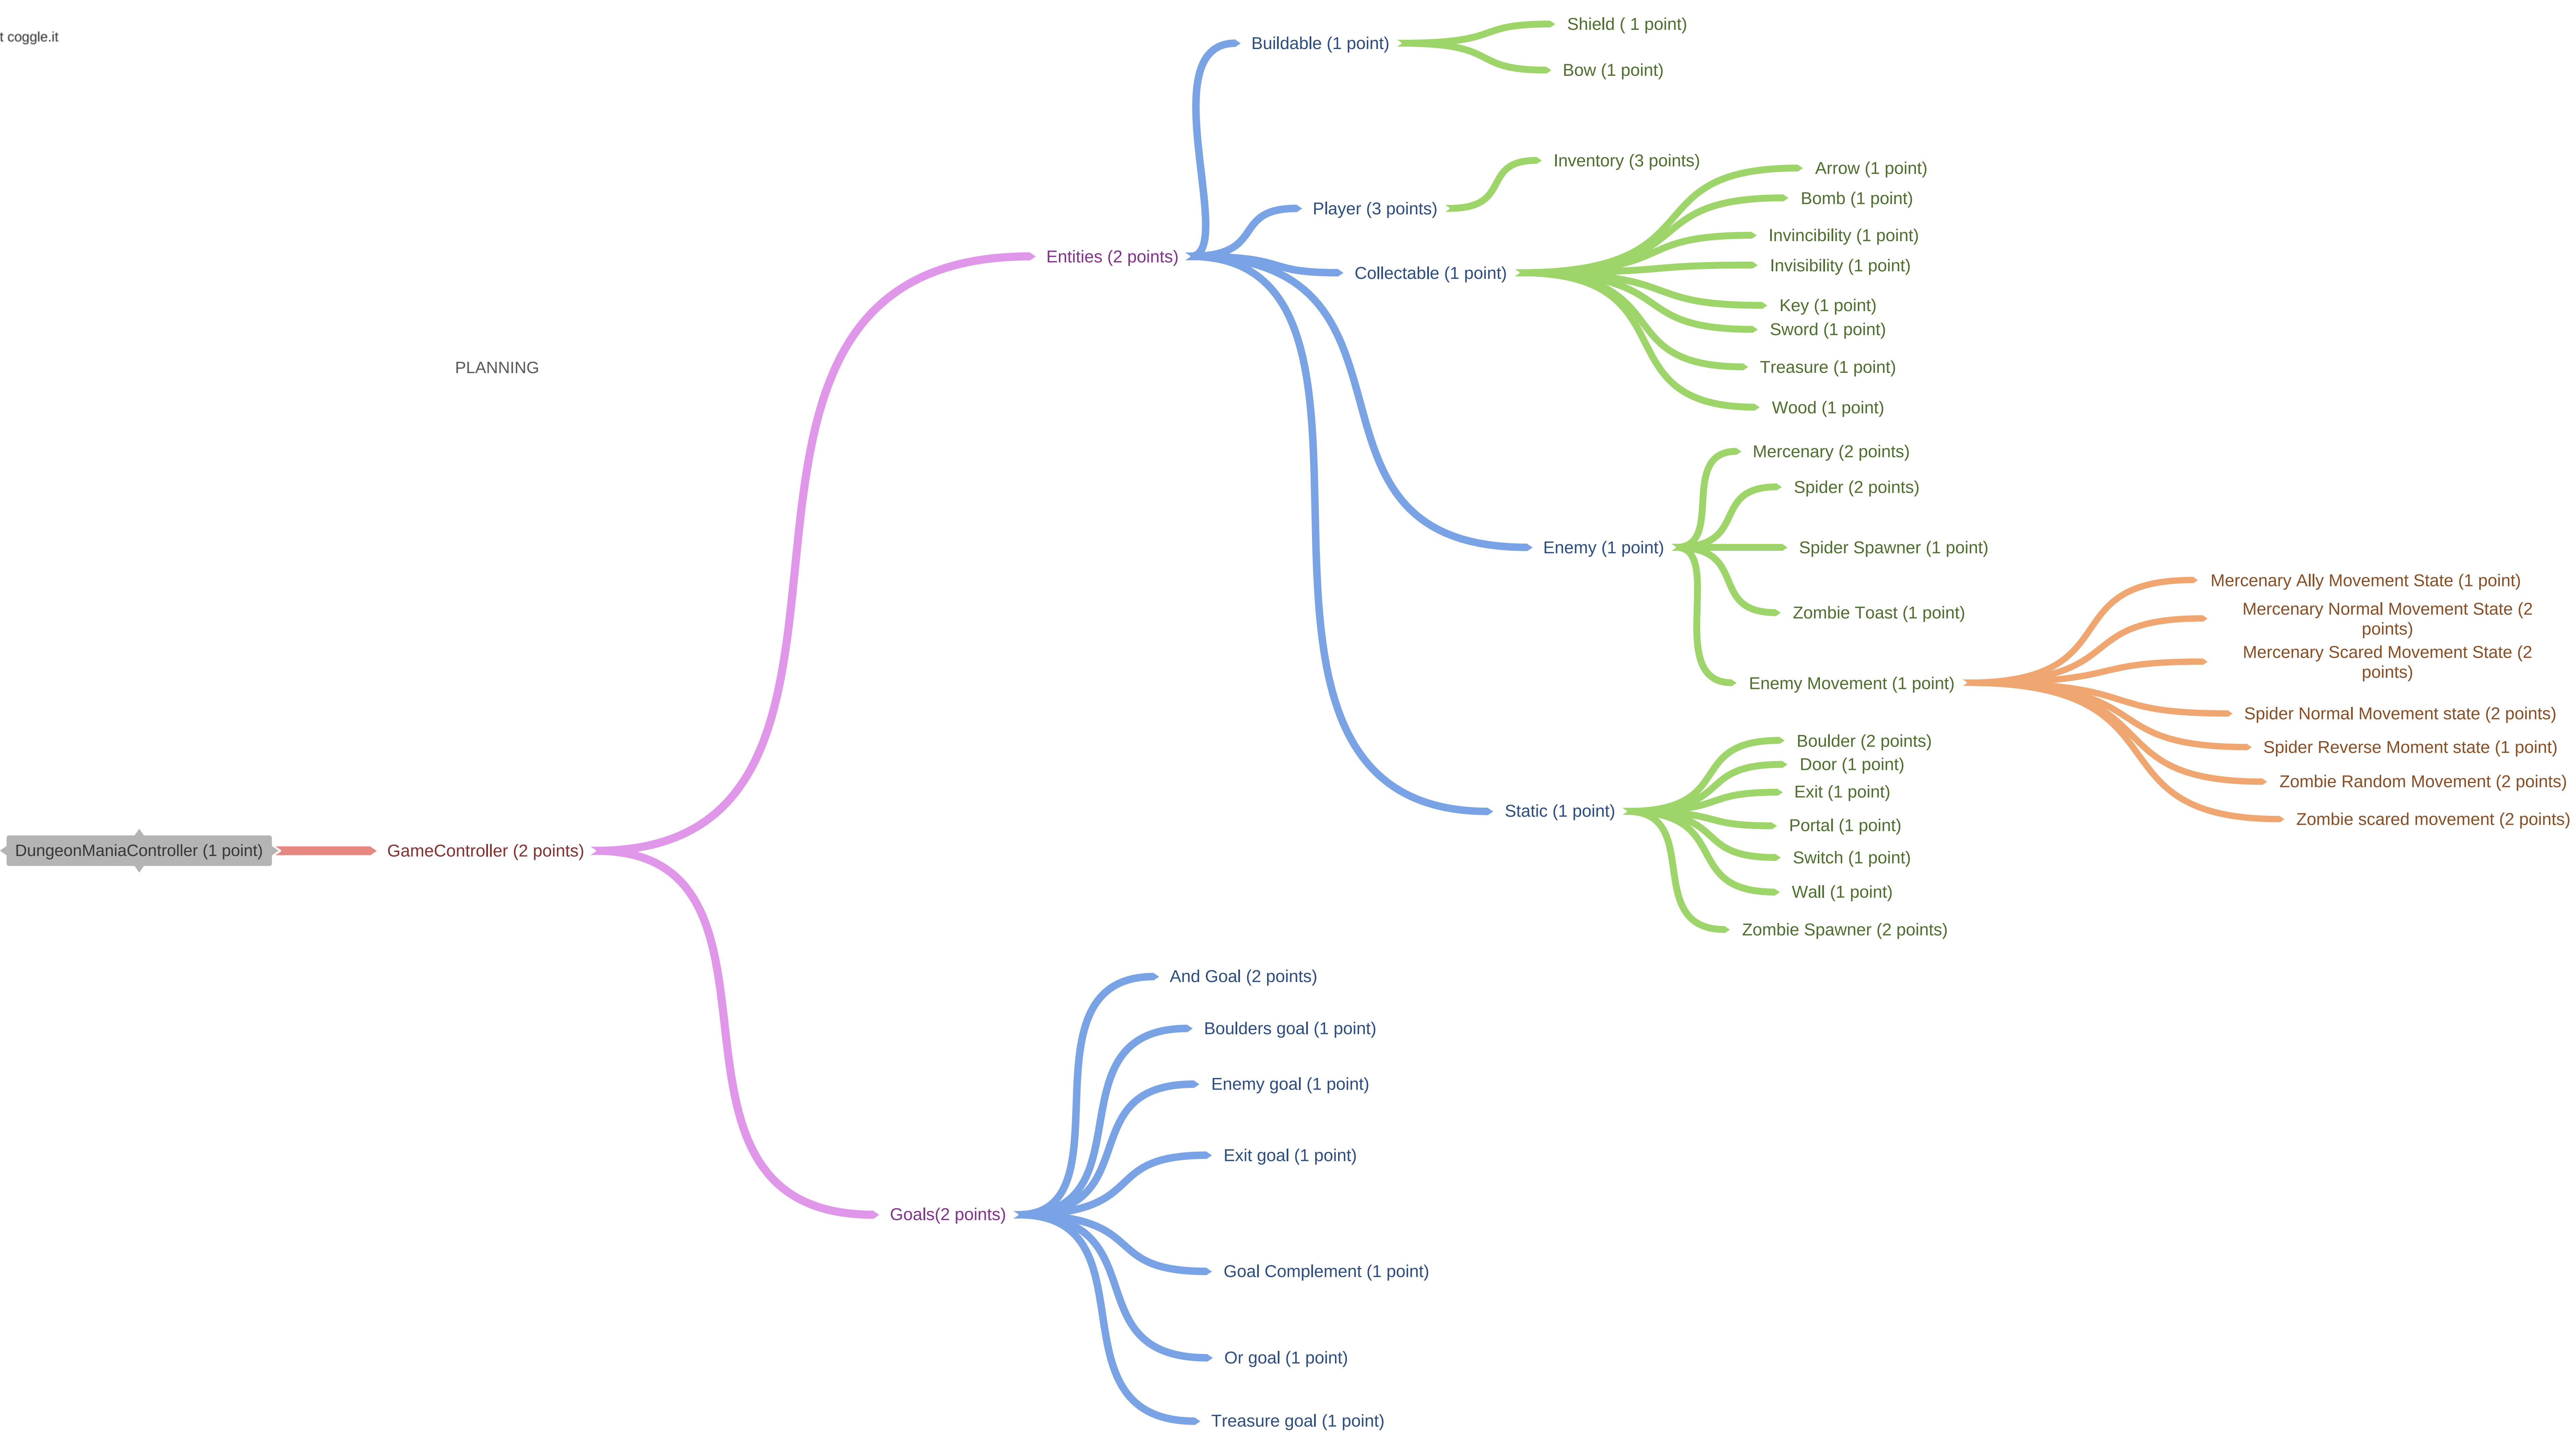 t coggle.it
PLANNING
DungeonManiaController (1 point)
GameController (2 points)
Entities (2 points)
Buildable (1 point)
Shield ( 1 point)
Bow (1 point)
Player (3 points)
Inventory (3 points)
Collectable (1 point)
Arrow (1 point)
Bomb (1 point)
Invincibility (1 point)
Invisibility (1 point)
Key (1 point)
Sword (1 point)
Treasure (1 point)
Wood (1 point)
Enemy (1 point)
Mercenary (2 points)
Spider (2 points)
Spider Spawner (1 point)
Zombie Toast (1 point)
Enemy Movement (1 point)
Mercenary Ally Movement State (1 point)
Mercenary Normal Movement State (2
points)
Mercenary Scared Movement State (2
points)
Spider Normal Movement state (2 points)
Spider Reverse Moment state (1 point)
Zombie Random Movement (2 points)
Zombie scared movement (2 points)
Static (1 point)
Boulder (2 points)
Door (1 point)
Exit (1 point)
Portal (1 point)
Switch (1 point)
Wall (1 point)
Zombie Spawner (2 points)
Goals(2 points)
And Goal (2 points)
Boulders goal (1 point)
Enemy goal (1 point)
Exit goal (1 point)
Goal Complement (1 point)
Or goal (1 point)
Treasure goal (1 point)